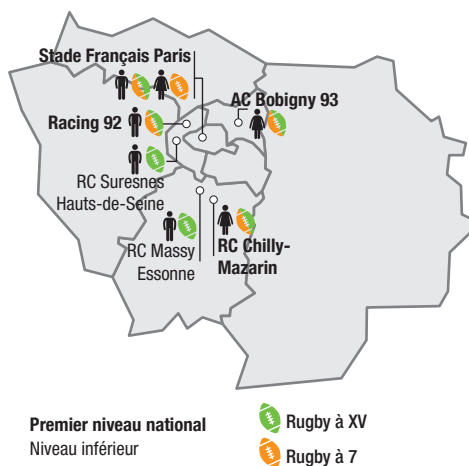 Stade Français Paris
AC Bobigny 93
Racing 92
RC Suresnes
Hauts-de-Seine
RC Massy
Essonne
RC Chilly-
Mazarin
Premier niveau national
Niveau inférieur
Rugby à XV
Rugby à 7